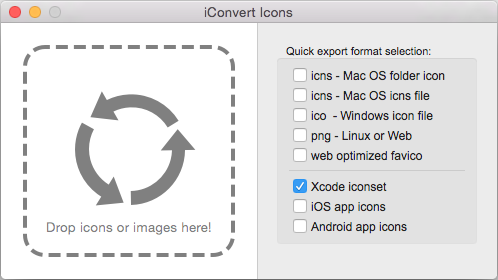 iConvert Icons
Drop icons or images here!
Quick export format selection:
icns - Mac OS folder icon
icns - Mac OS icns file
ico - Windows icon file
png - Linux or Web
web optimized favico
Xcode iconset
iOS app icons
Android app icons